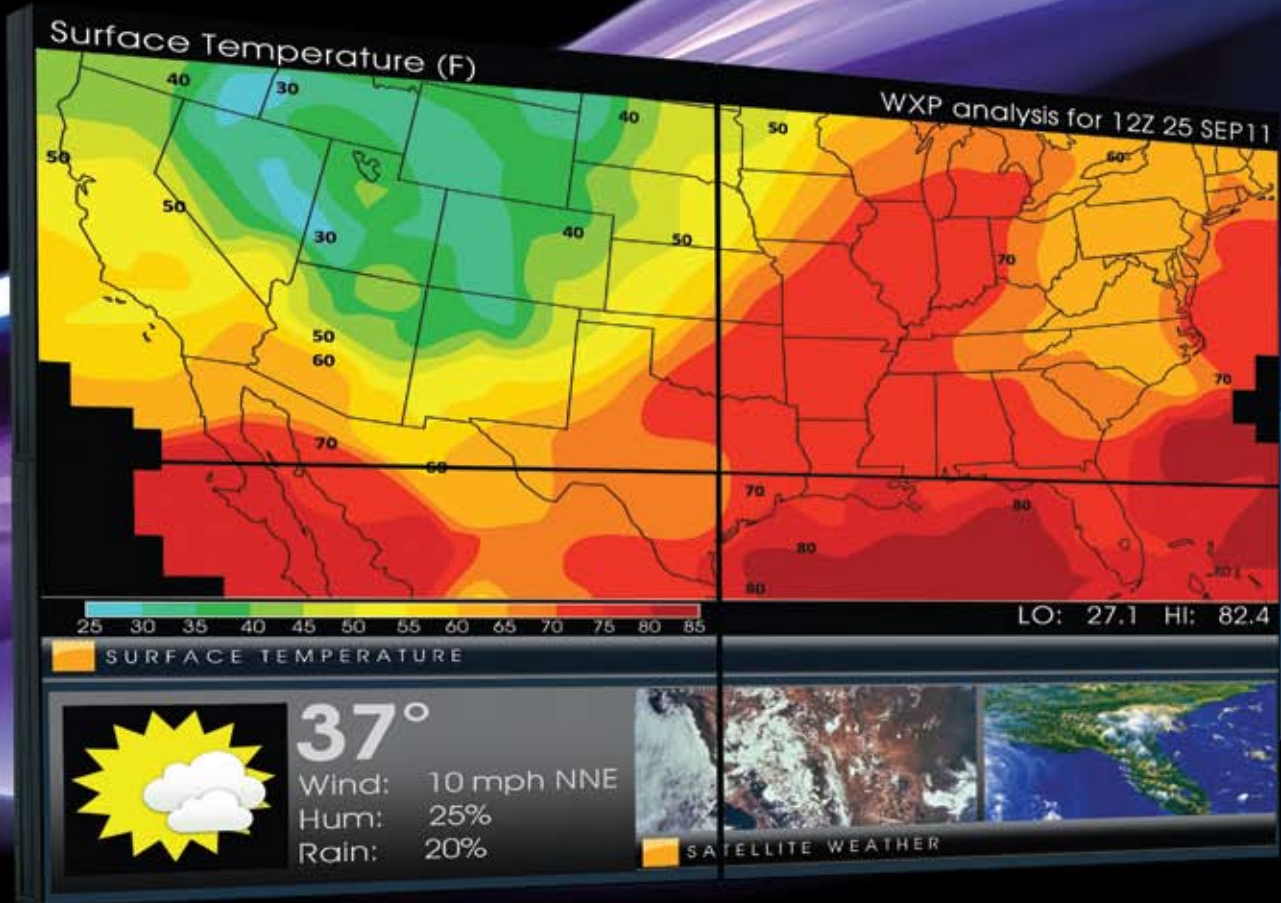 Surface Temperature (F)
WXP analysis for 12Z 25 SEP11
40
30
40
50
60
50
50
30
40
50
70
50
60
70
70
60
70
80
80
80
80
25 30 35 40 45 50 55 60 65 70 75 80 85
LO: 27.1 HI: 82.4
SURFACE TEMPERATURE
37°
Wind: 10 mph NNE
Hum: 25%
Rain: 20%
SATELLITE WEATHER